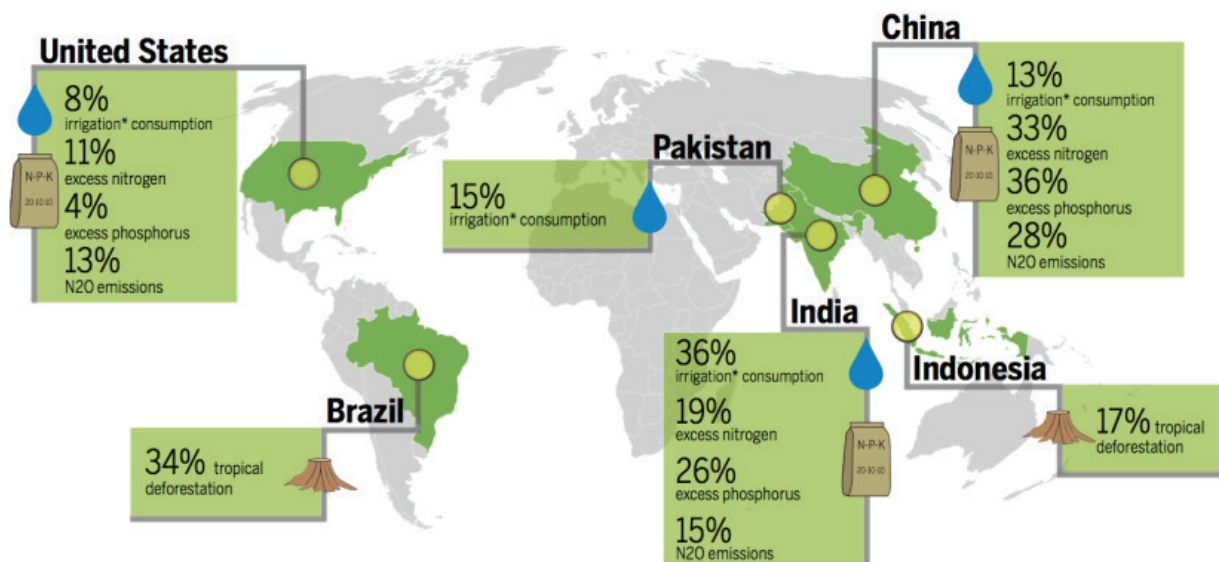 United States
8%
irrigation* consumption
11%
excess nitrogen
4%
excess phosphorus
13%
N2O emissions
N-P-K
20-10-10
Brazil
34% tropical
deforestation
Pakistan
15%
irrigation* consumption
China
13%
irrigation* consumption
33%
excess nitrogen
36%
excess phosphorus
28%
N2O emissions
N-P-K
20-10-10
India
36%
irrigation* consumption
19%
excess nitrogen
26%
excess phosphorus
15%
N2O emissions
N-P-K
20-10-10
Indonesia
17% tropical
deforestation